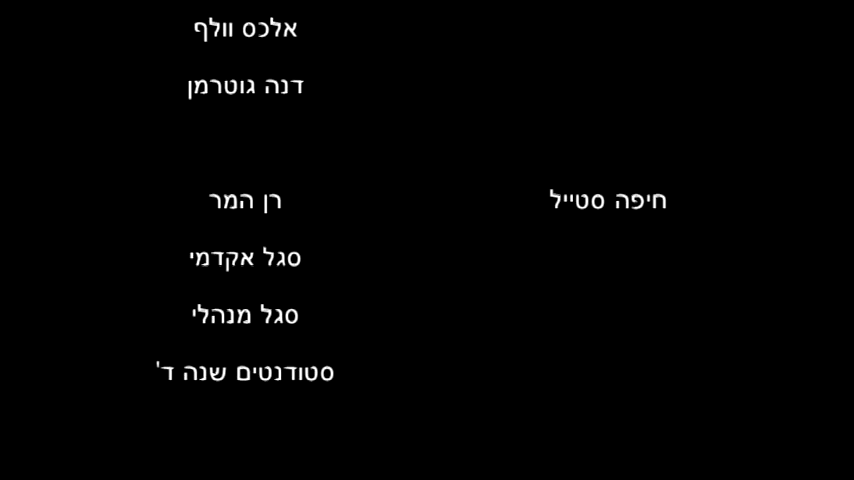 אלכס וולף
דנה גוטרמן
חיפה סטייל
רן המר
סגל אקדמי
סגל מנהלי
סטודנטים שנה ד'